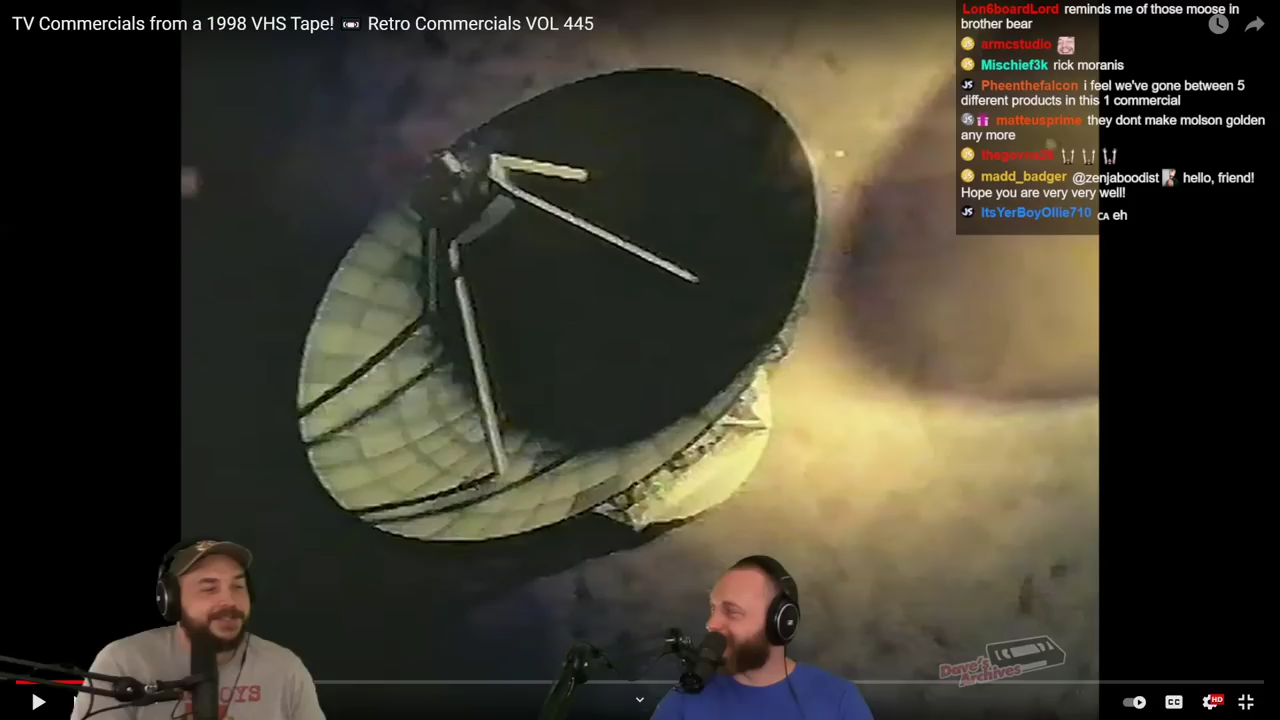 TV Commercials from a 1998 VHS Tape! 📼 Retro Commercials VOL 445
Lon6boardLord reminds me of those moose in
brother bear
armcstudio
Mischief3k rick moranis
Pheenthefalcon i feel we've gone between 5
different products in this 1 commercial
matteusprime they dont make molson golden
any more
madd_badger @zenjaboodist hello, friend!
Hope you are very very well!
ItsYerBoyOllie710 CA eh
Dave's
Archives
CC
HD